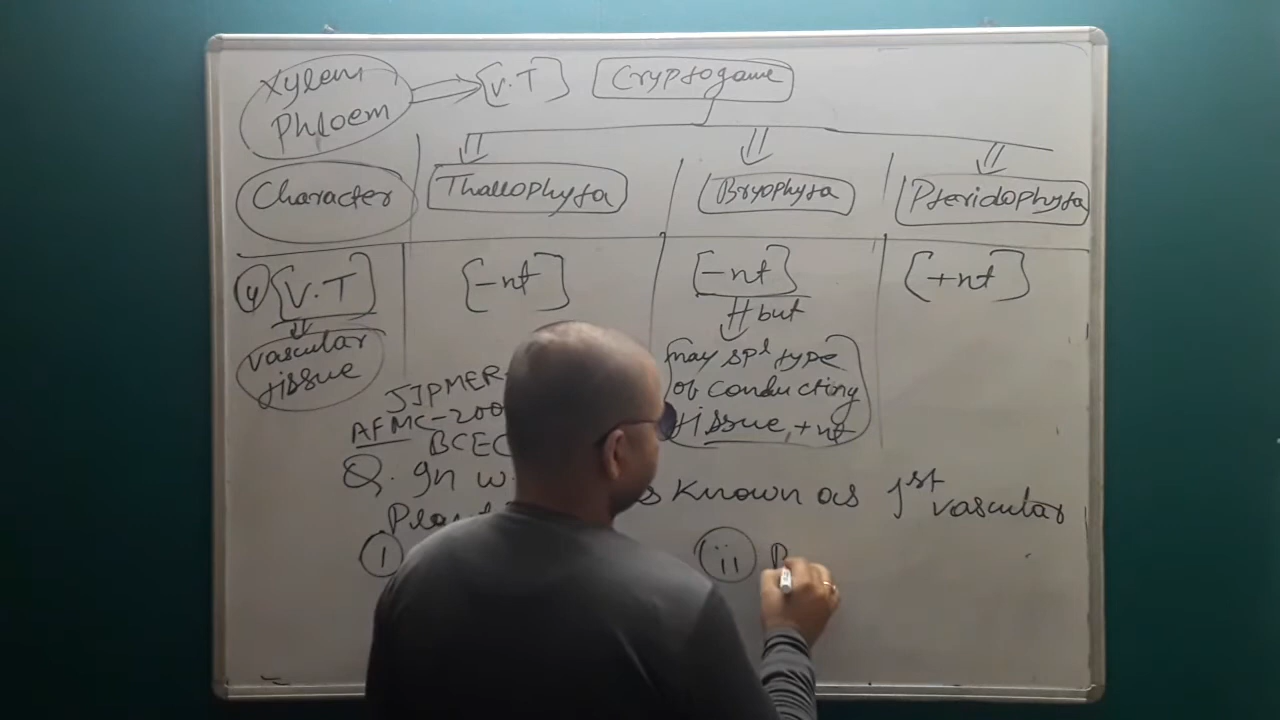 Xylem
Phloem
[V.T]
Cryptogame
Character
Thallophyta
Bryophyta
Pteridophyta
4) [V.T]
vascular
tissue
[-nt]
[-nt]
but
may spl type
of conducting
tissue, +nt
[+nt]
JIPMER
AFMC-200
BCEC
Q. In w s known as 1st vascular
Plan
(i) (ii)